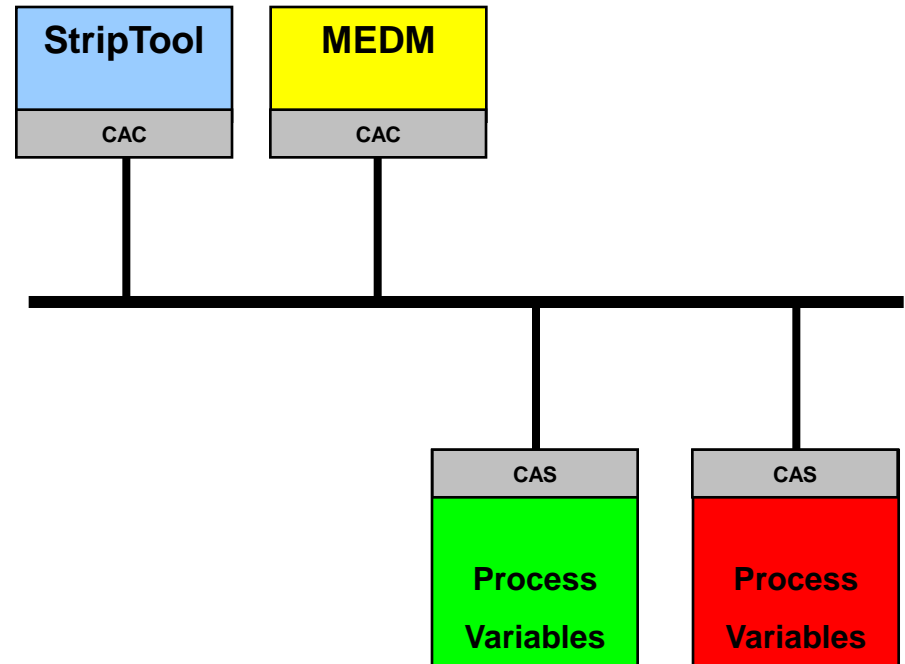 StripTool
MEDM
CAC
CAC
CAS
CAS
Process
Variables
Process
Variables